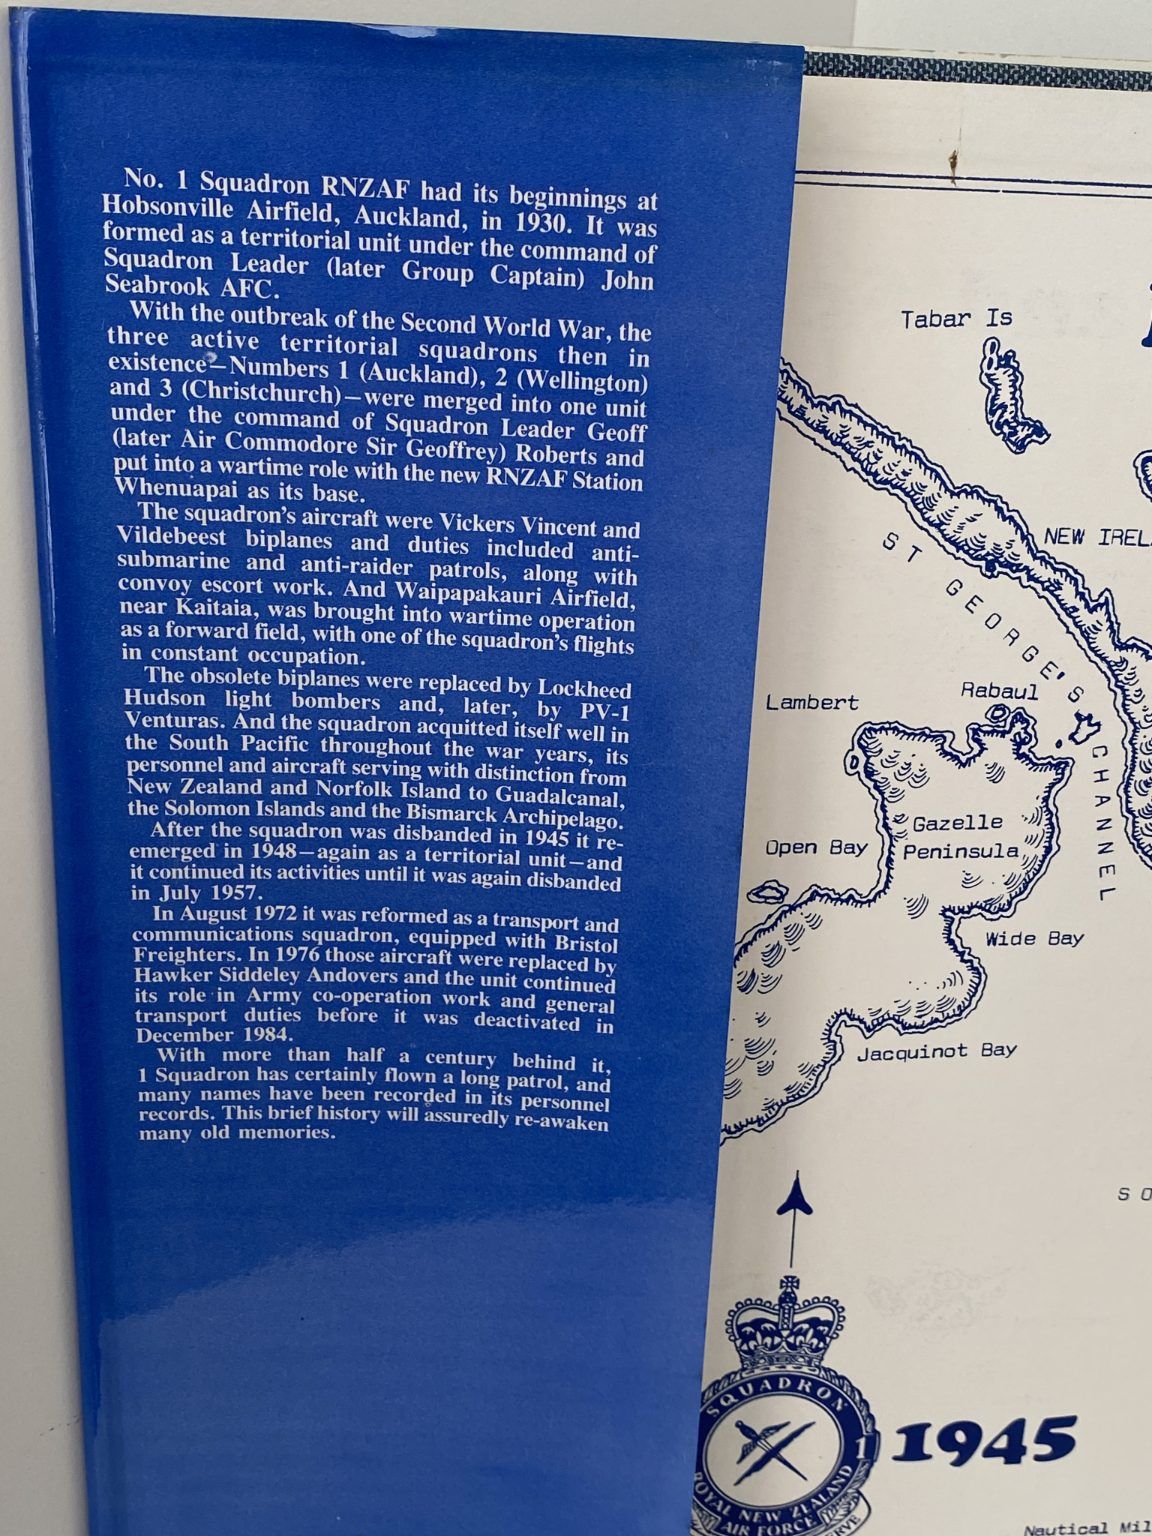 No. 1 Squadron RNZAF had its beginnings at
Hobsonville Airfield, Auckland, in 1930. It was
formed as a territorial unit under the command of
Squadron Leader (later Group Captain) John
Seabrook AFC.
With the outbreak of the Second World War, the
three active territorial squadrons then in
existence—Numbers 1 (Auckland), 2 (Wellington)
and 3 (Christchurch)—were merged into one unit
under the command of Squadron Leader Geoff
(later Air Commodore Sir Geoffrey) Roberts and
put into a wartime role with the new RNZAF Station
Whenuapai as its base.
The squadron's aircraft were Vickers Vincent and
Vildebeest biplanes and duties included anti-
submarine and anti-raider patrols, along with
convoy escort work. And Waipapakauri Airfield,
near Kaitaia, was brought into wartime operation
as a forward field, with one of the squadron's flights
in constant occupation.
The obsolete biplanes were replaced by Lockheed
Hudson light bombers and, later, by PV-1
Venturas. And the squadron acquitted itself well in
the South Pacific throughout the war years, its
personnel and aircraft serving with distinction from
New Zealand and Norfolk Island to Guadalcanal,
the Solomon Islands and the Bismarck Archipelago.
After the squadron was disbanded in 1945 it re-
emerged in 1948—again as a territorial unit—and
it continued its activities until it was again disbanded
in July 1957.
In August 1972 it was reformed as a transport and
communications squadron, equipped with Bristol
Freighters. In 1976 those aircraft were replaced by
Hawker Siddeley Andovers and the unit continued
its role in Army co-operation work and general
transport duties before it was deactivated in
December 1984.
With more than half a century behind it,
1 Squadron has certainly flown a long patrol, and
many names have been recorded in its personnel
records. This brief history will assuredly re-awaken
many old memories.
Tabar Is
NEW IREL
ST GEORGE'S CHANNEL
Rabaul
Lambert
Gazelle
Peninsula
Open Bay
Wide Bay
Jacquinot Bay
S O
SQUADRON
1
ROYAL NEW ZEALAND
AIR FORCE
1945
Nautical Mil